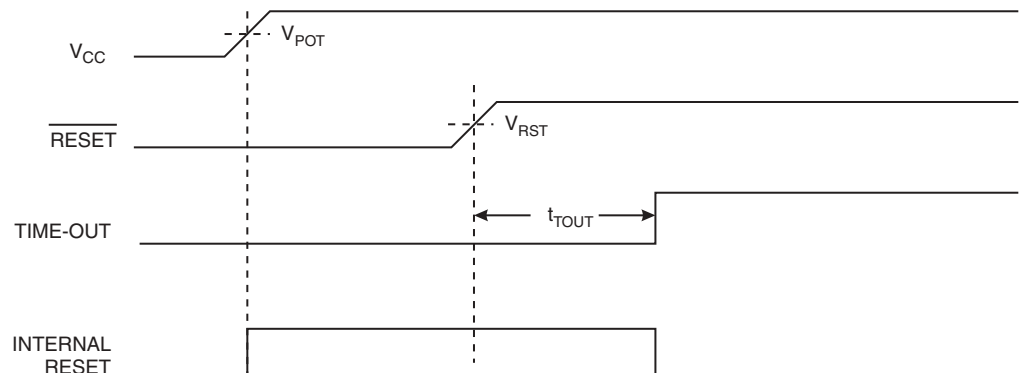 V_CC
V_POT
RESET
V_RST
TIME-OUT
t_TOUT
INTERNAL
RESET